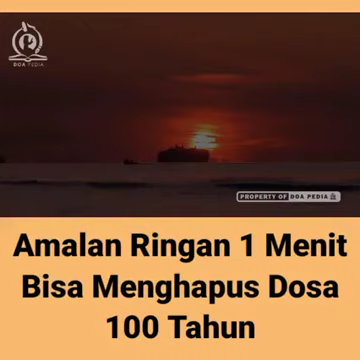 DOA PEDIA
PROPERTY OF DOA PEDIA
Amalan Ringan 1 Menit
Bisa Menghapus Dosa
100 Tahun